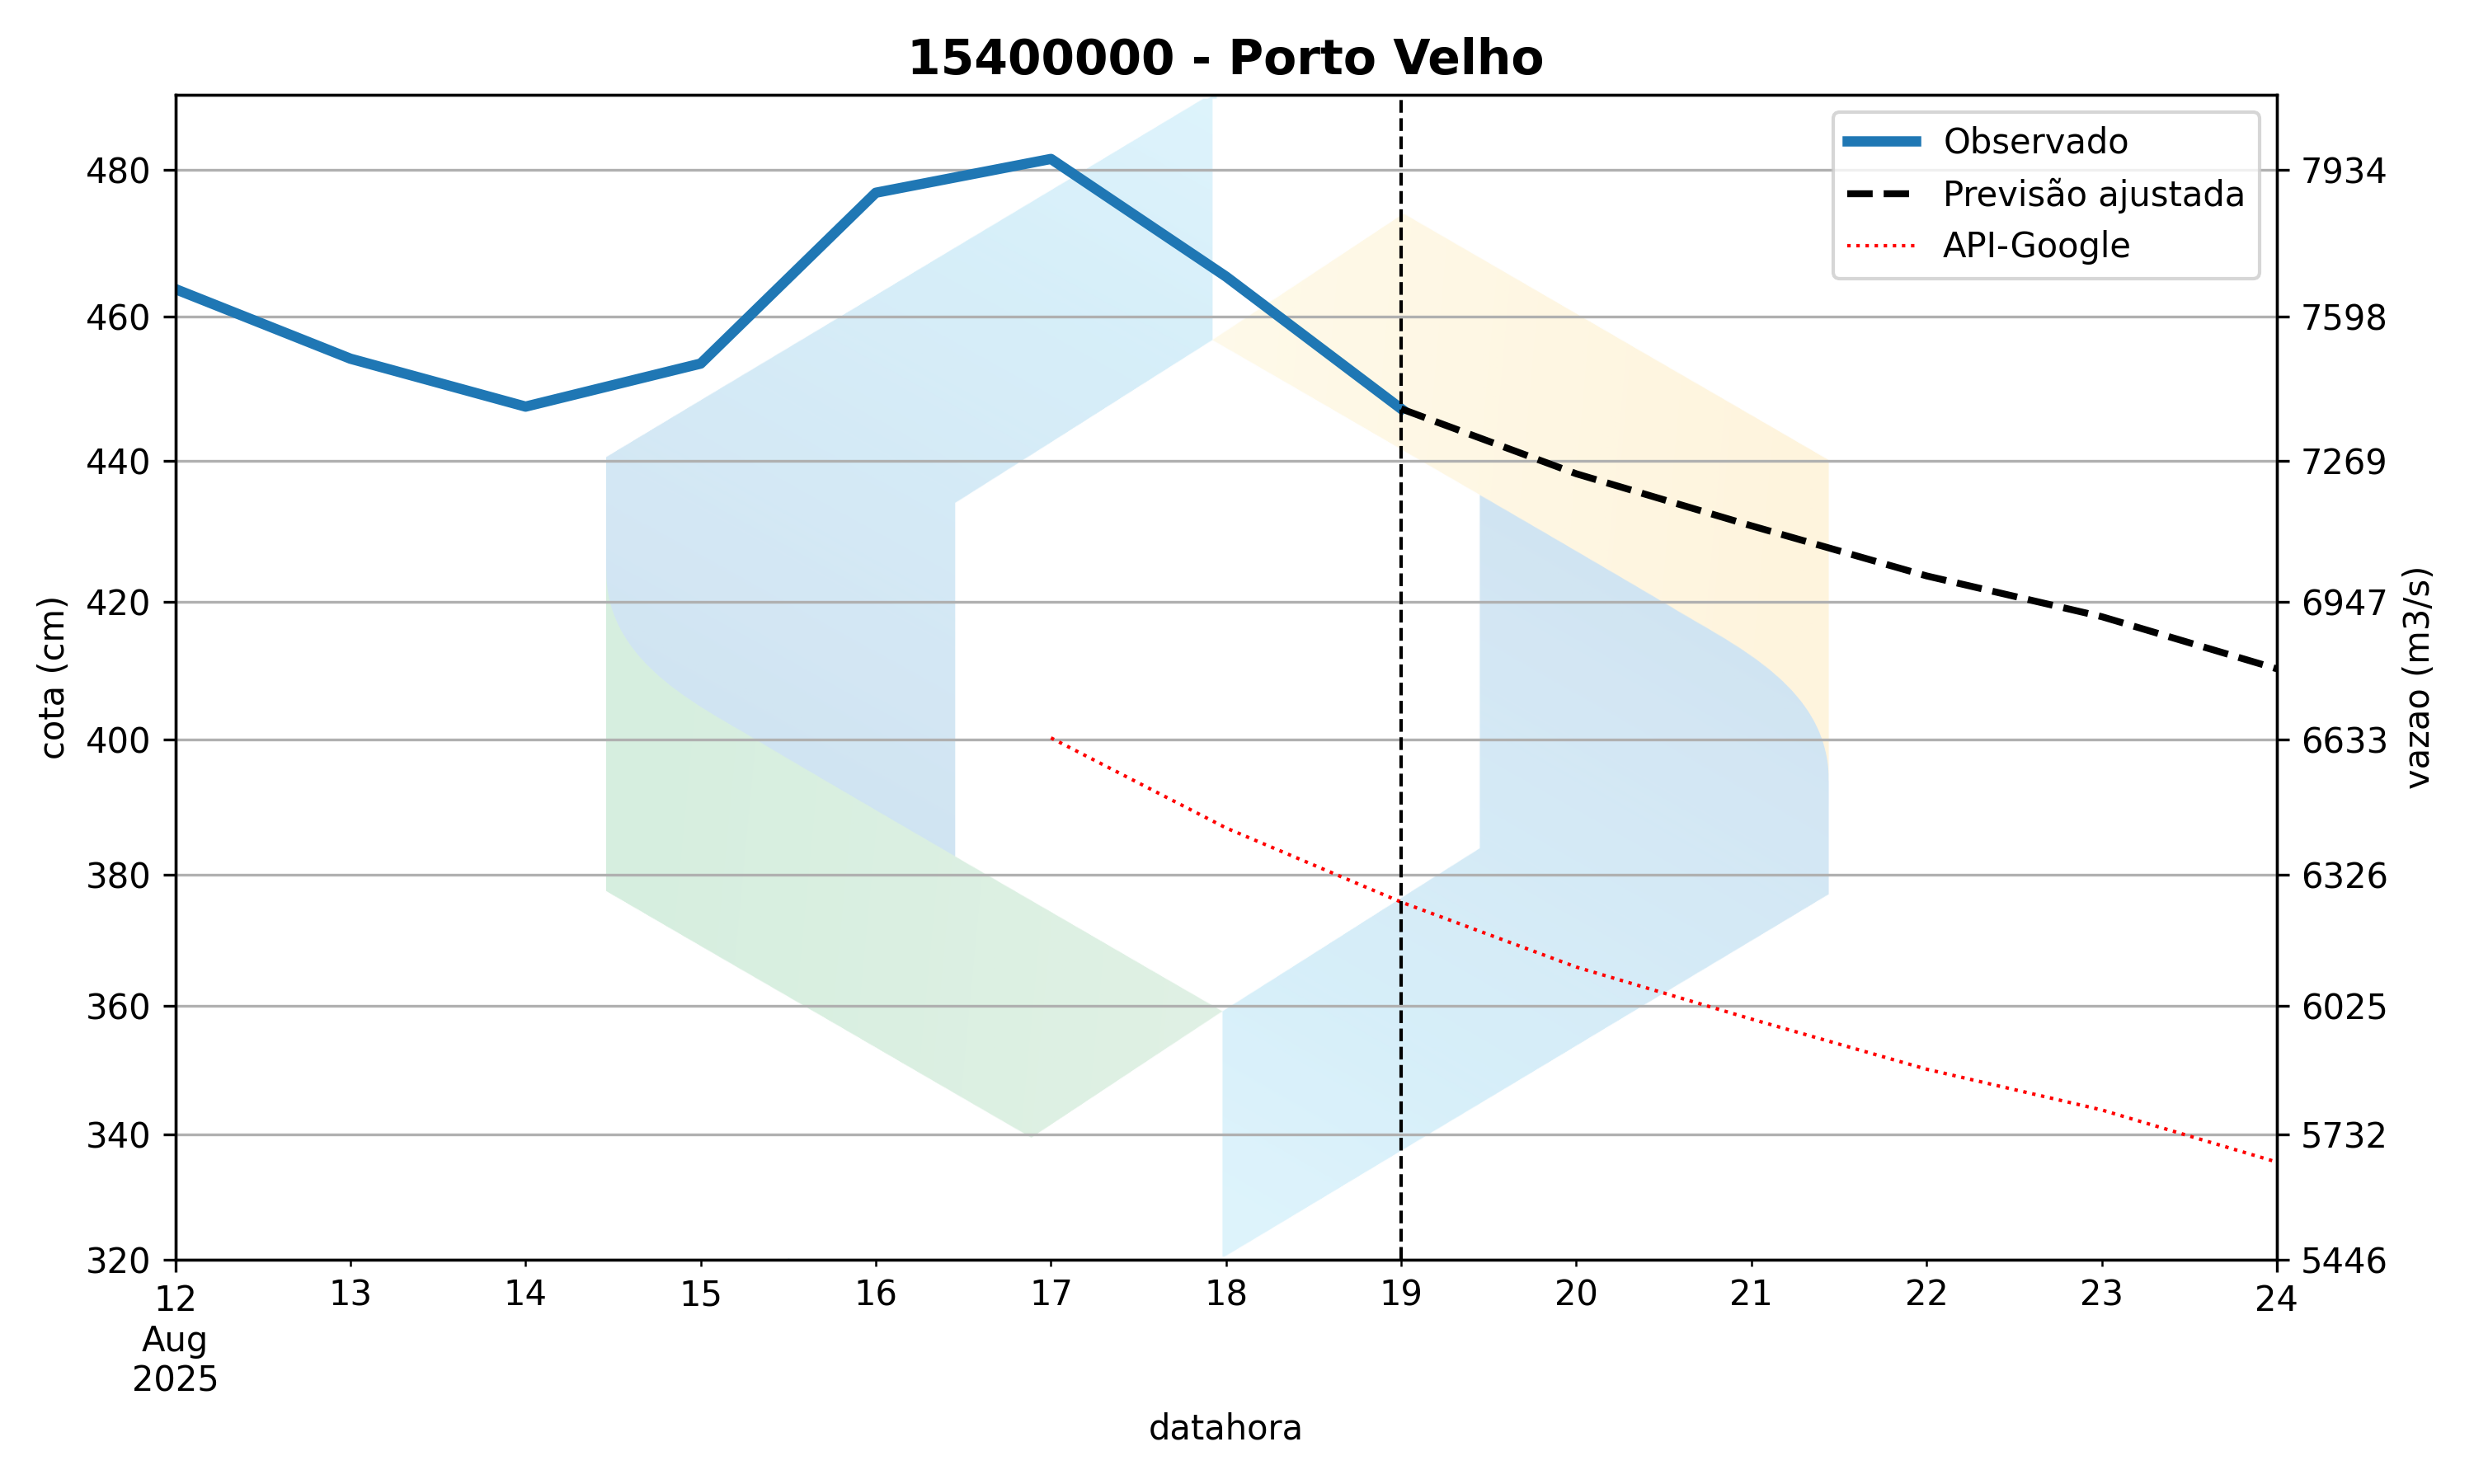 15400000 - Porto Velho
Observado
Previsão ajustada
API-Google
480
460
440
420
400
380
360
340
320
cota (cm)
7934
7598
7269
6947
6633
6326
6025
5732
5446
vazao (m3/s)
12 13 14 15 16 17 18 19 20 21 22 23 24
Aug
2025
datahora